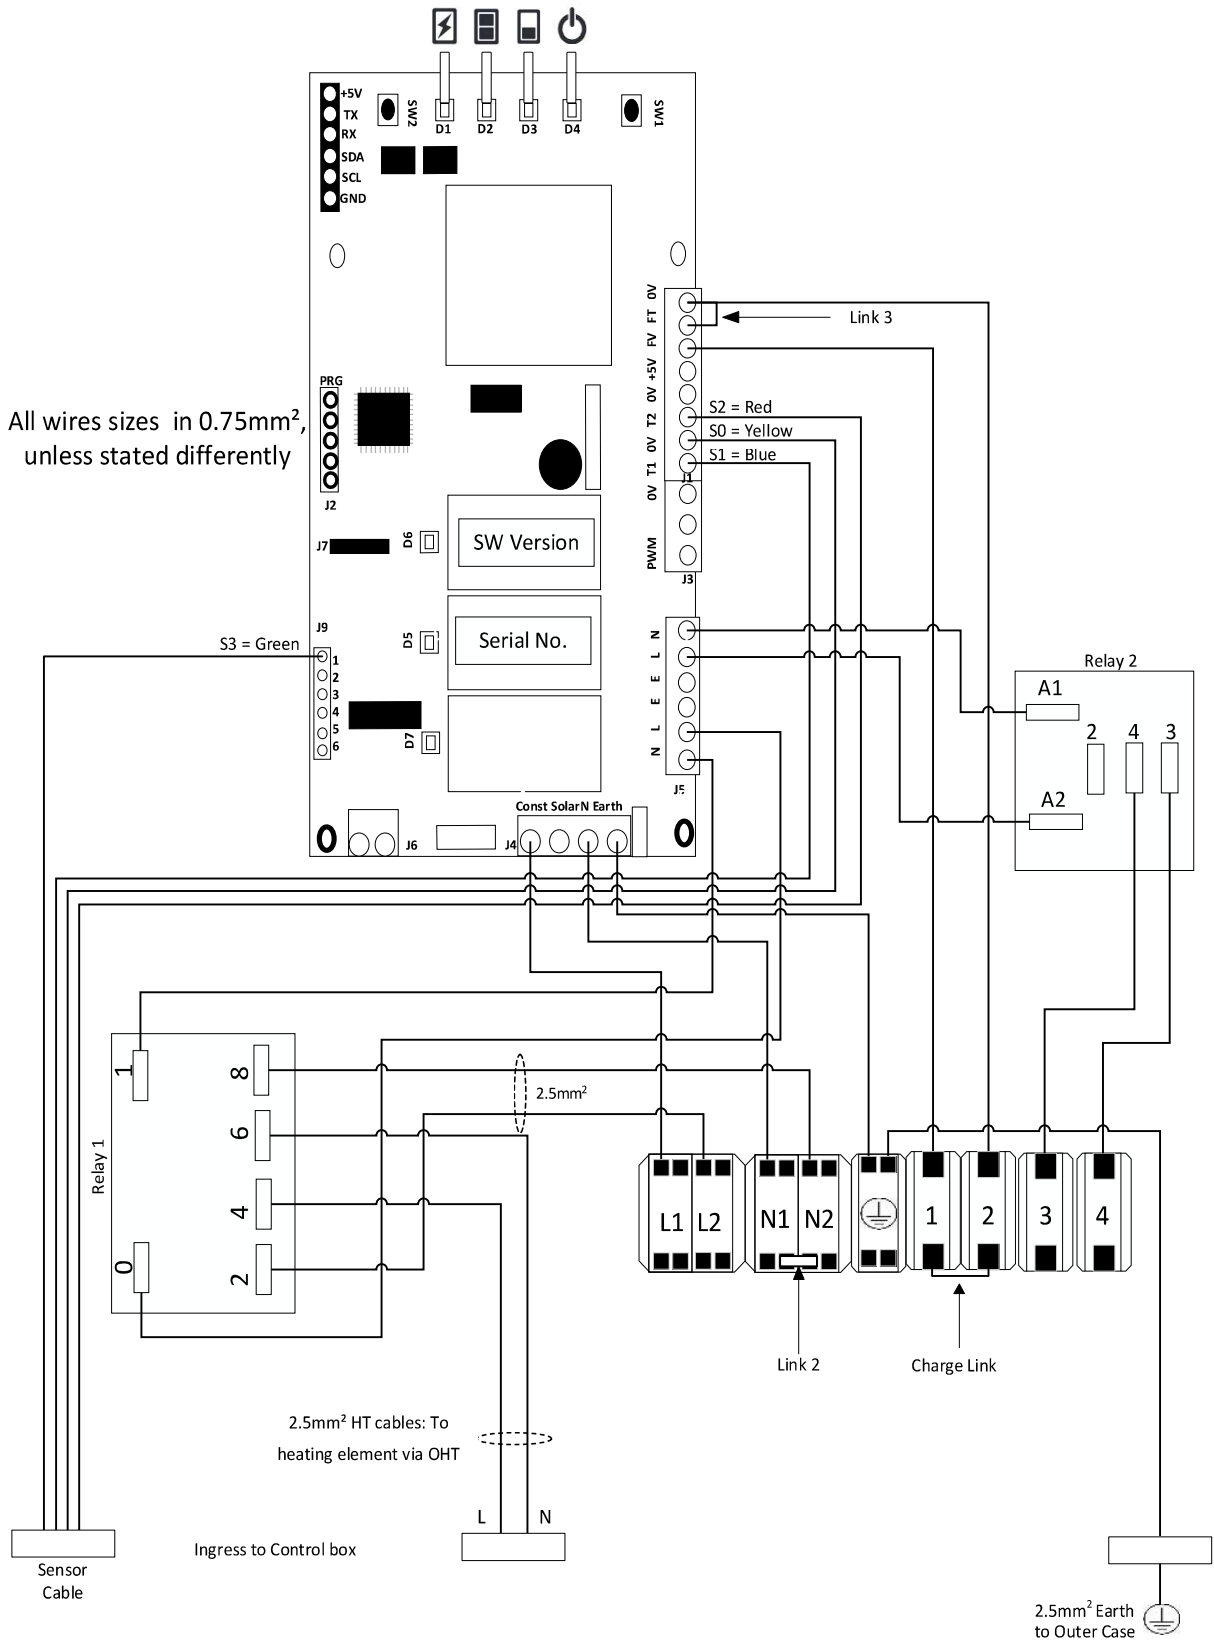 +5V
TX
RX
SDA
SCL
GND
SW2
D1
D2
D3
D4
SW1
0V
FT
FV
+5V
0V
T2
0V
T1
0V
PWM
Link 3
S2 = Red
S0 = Yellow
S1 = Blue
J1
J3
PRG
J2
All wires sizes in 0.75mm²,
unless stated differently
J7
D6
SW Version
J9
S3 = Green
1
2
3
4
5
6
D5
Serial No.
D7
N
L
E
E
L
N
J5
Relay 2
A1
2
4
3
A2
Const Solar N Earth
J6
J4
Relay 1
1
8
6
4
0
2
2.5mm²
L1
L2
N1
N2
1
2
3
4
Link 2
Charge Link
2.5mm² HT cables: To
heating element via OHT
L
N
Sensor
Cable
Ingress to Control box
2.5mm² Earth
to Outer Case